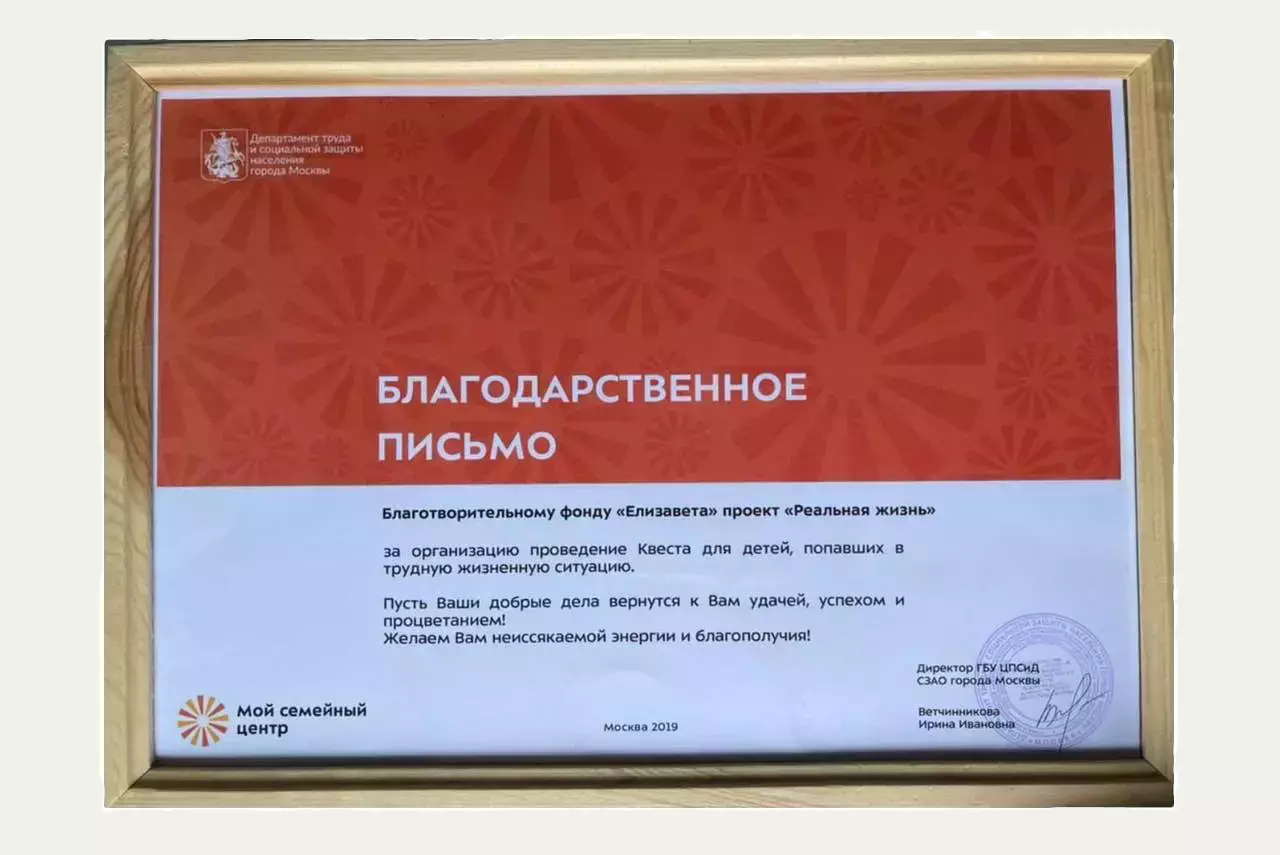 Департамент труда
и социальной защиты
населения
города Москвы
БЛАГОДАРСТВЕННОЕ
ПИСЬМО
Благотворительному фонду «Елизавета» проект «Реальная жизнь»
за организацию проведение Квеста для детей, попавших в
трудную жизненную ситуацию.
Пусть Ваши добрые дела вернутся к Вам удачей, успехом и
процветанием!
Желаем Вам неиссякаемой энергии и благополучия!
Директор ГБУ ЦПСиД
СЗАО города Москвы
Ветчинникова
Ирина Ивановна
Мой семейный
центр
Москва 2019